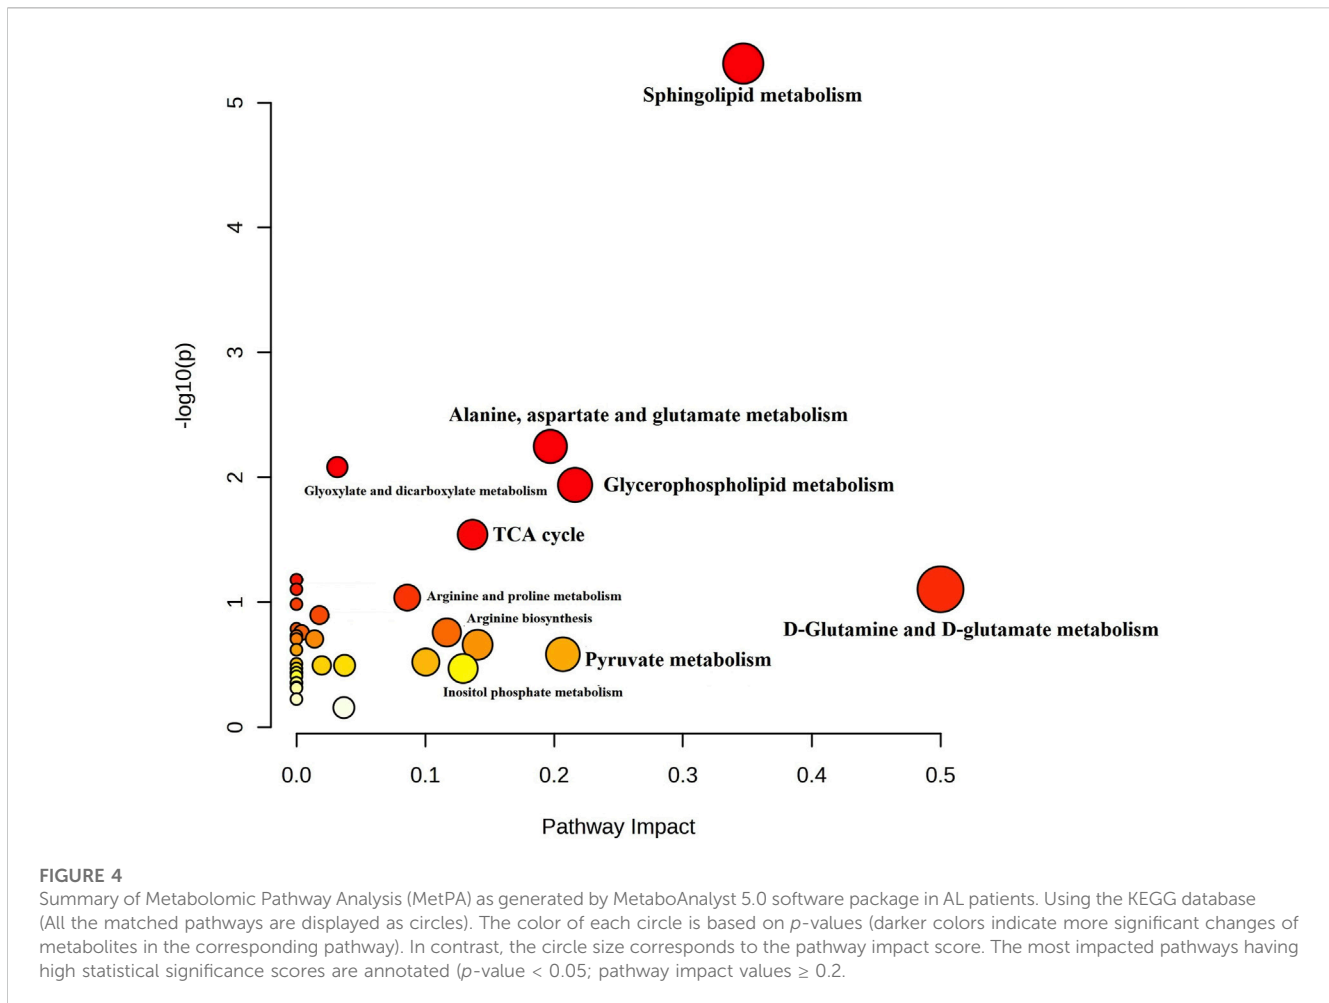 Sphingolipid metabolism
5
4
3
-log10(p)
Alanine, aspartate and glutamate metabolism
2
Glyoxylate and dicarboxylate metabolism
Glycerophospholipid metabolism
TCA cycle
1
Arginine and proline metabolism
Arginine biosynthesis
D-Glutamine and D-glutamate metabolism
Pyruvate metabolism
Inositol phosphate metabolism
0
0.0 0.1 0.2 0.3 0.4 0.5
Pathway Impact
FIGURE 4
Summary of Metabolomic Pathway Analysis (MetPA) as generated by MetaboAnalyst 5.0 software package in AL patients. Using the KEGG database
(All the matched pathways are displayed as circles). The color of each circle is based on p-values (darker colors indicate more significant changes of
metabolites in the corresponding pathway). In contrast, the circle size corresponds to the pathway impact score. The most impacted pathways having
high statistical significance scores are annotated (p-value < 0.05; pathway impact values ≥ 0.2.